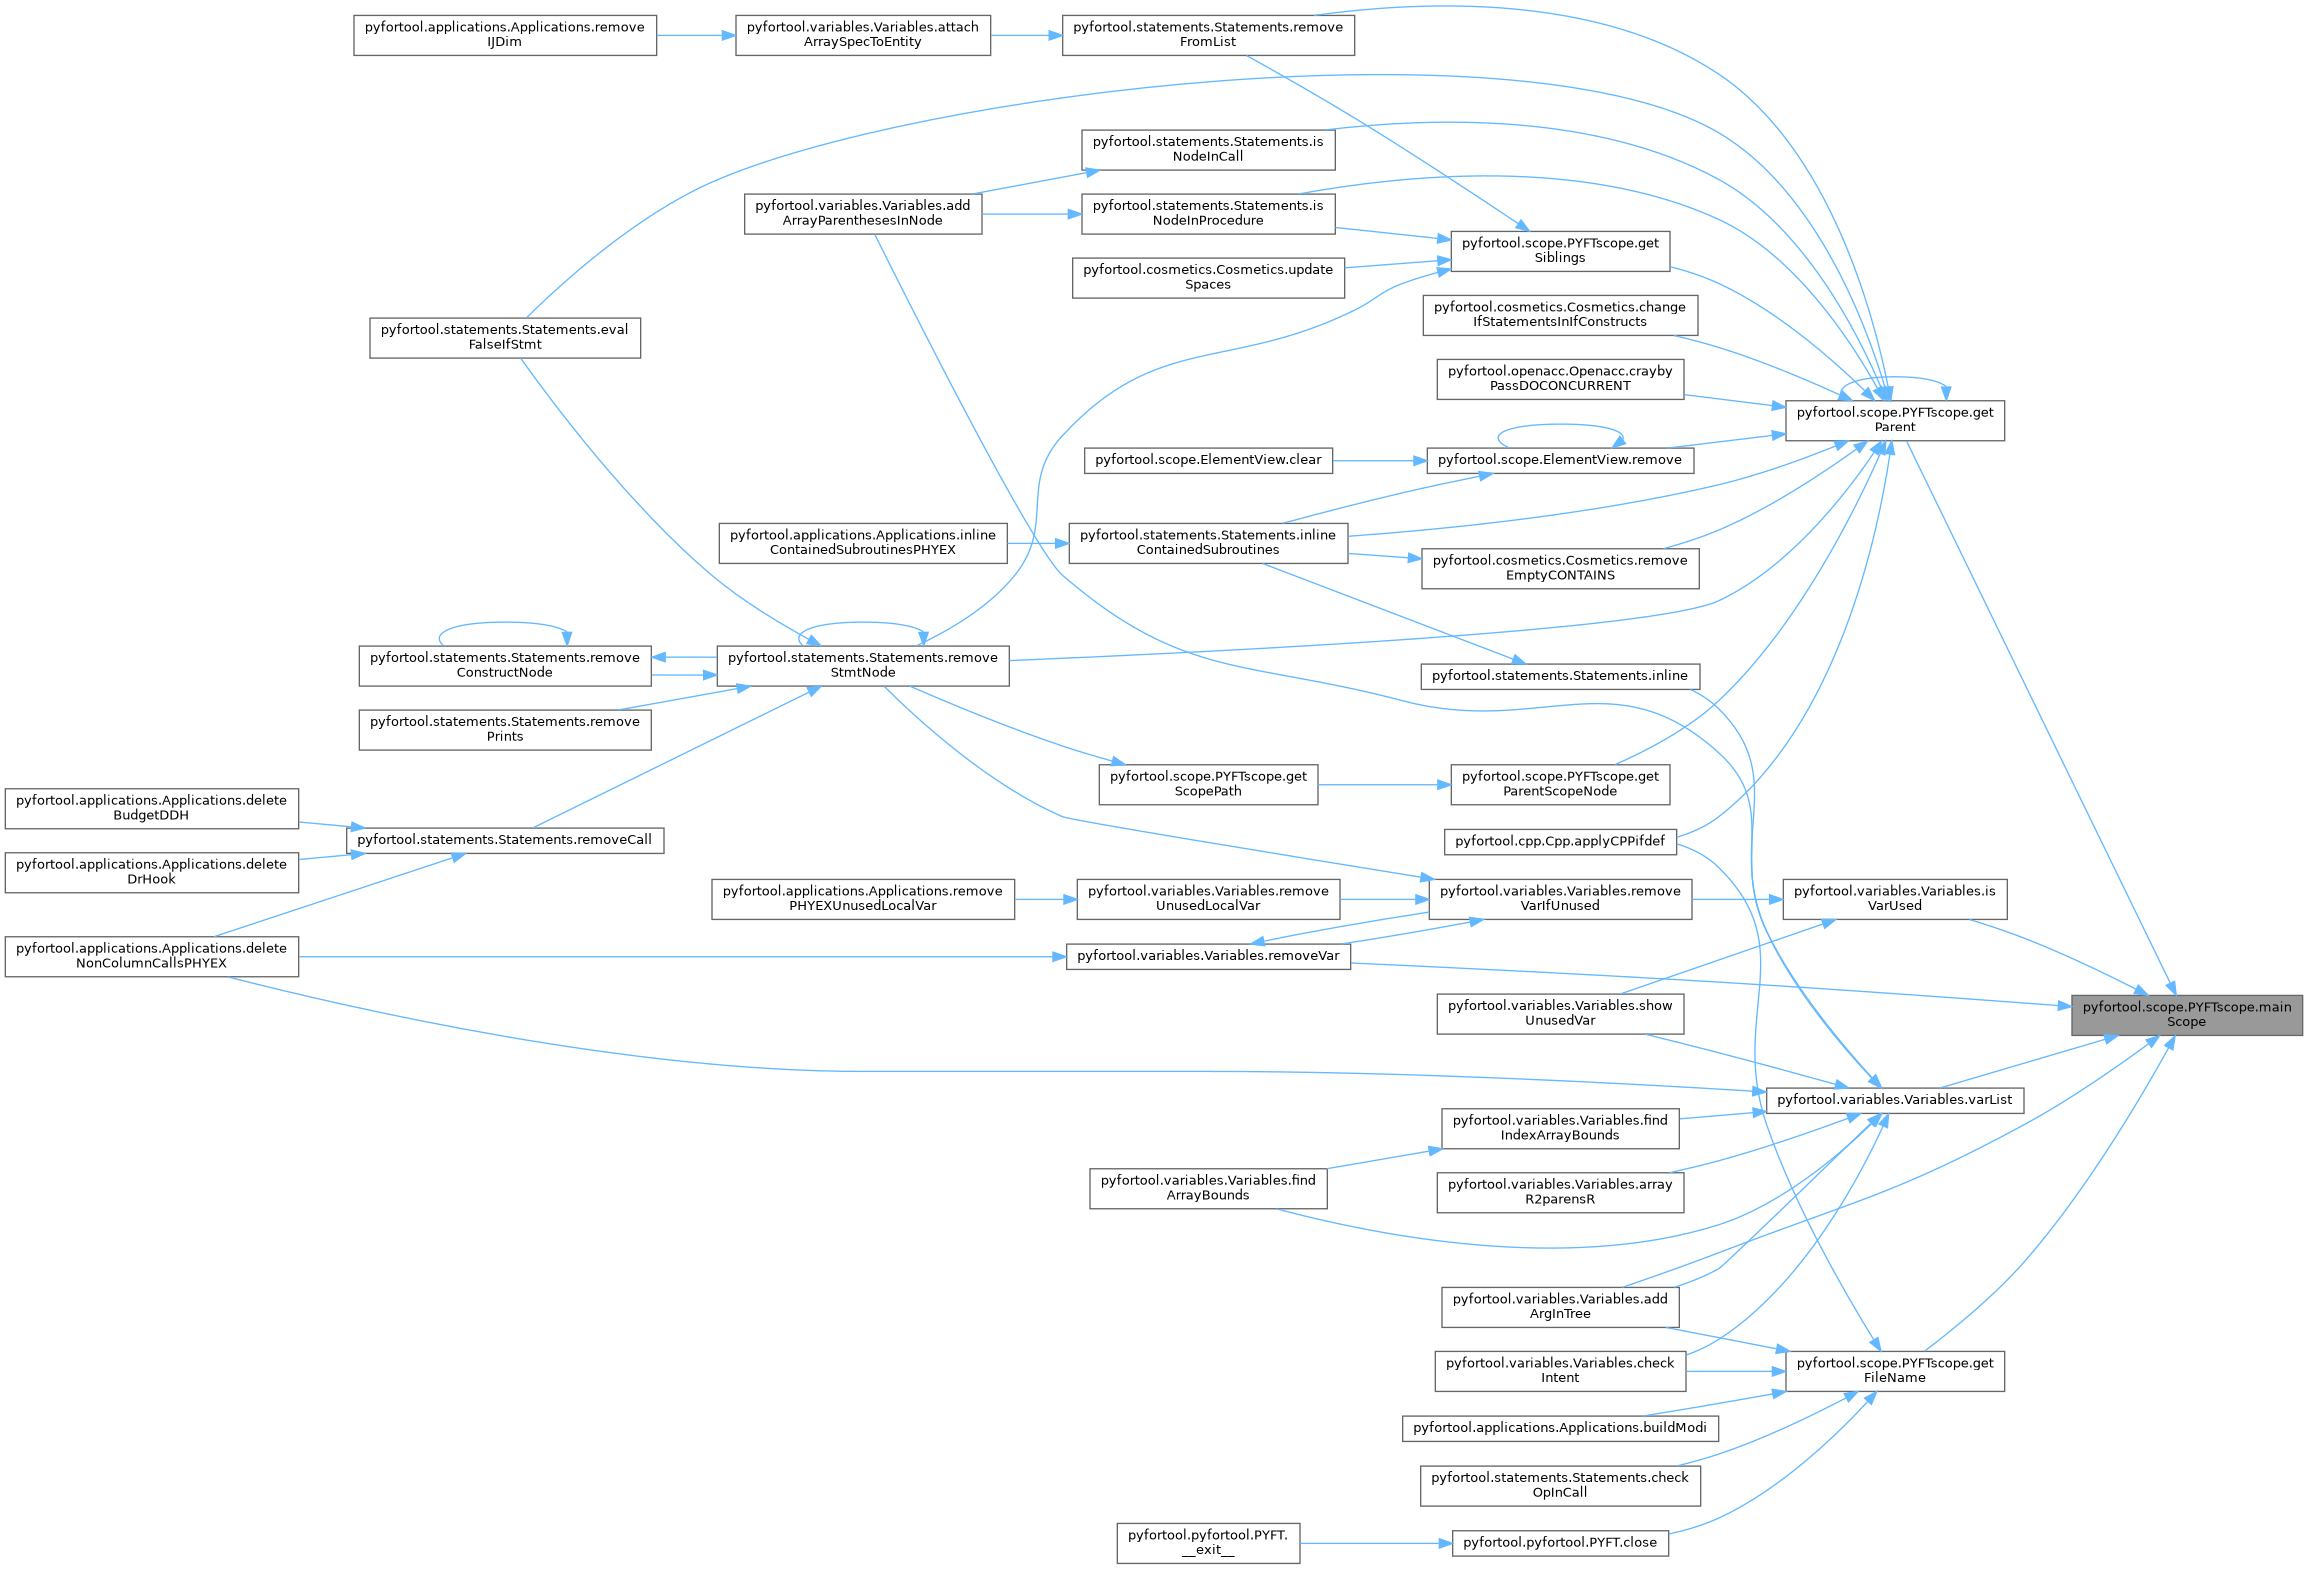 pyfortool.applications.Applications.remove
IJDim
pyfortool.variables.Variables.attach
ArraySpecToEntity
pyfortool.statements.Statements.remove
FromList
pyfortool.statements.Statements.is
NodeInCall
pyfortool.variables.Variables.add
ArrayParenthesesInNode
pyfortool.statements.Statements.is
NodeInProcedure
pyfortool.scope.PYFTscope.get
Siblings
pyfortool.cosmetics.Cosmetics.update
Spaces
pyfortool.cosmetics.Cosmetics.change
IfStatementsInIfConstructs
pyfortool.statements.Statements.eval
FalseIfStmt
pyfortool.openacc.Openacc.crayby
PassDOCONCURRENT
pyfortool.scope.PYFTscope.get
Parent
pyfortool.scope.ElementView.clear
pyfortool.scope.ElementView.remove
pyfortool.applications.Applications.inline
ContainedSubroutinesPHYEX
pyfortool.statements.Statements.inline
ContainedSubroutines
pyfortool.cosmetics.Cosmetics.remove
EmptyCONTAINS
pyfortool.statements.Statements.remove
ConstructNode
pyfortool.statements.Statements.remove
StmtNode
pyfortool.statements.Statements.inline
pyfortool.statements.Statements.remove
Prints
pyfortool.scope.PYFTscope.get
ScopePath
pyfortool.scope.PYFTscope.get
ParentScopeNode
pyfortool.applications.Applications.delete
BudgetDDH
pyfortool.statements.Statements.removeCall
pyfortool.cpp.Cpp.applyCPPifdef
pyfortool.applications.Applications.delete
DrHook
pyfortool.applications.Applications.remove
PHYEXUnusedLocalVar
pyfortool.variables.Variables.remove
UnusedLocalVar
pyfortool.variables.Variables.remove
VarIfUnused
pyfortool.variables.Variables.is
VarUsed
pyfortool.applications.Applications.delete
NonColumnCallsPHYEX
pyfortool.variables.Variables.removeVar
pyfortool.variables.Variables.show
UnusedVar
pyfortool.scope.PYFTscope.main
Scope
pyfortool.variables.Variables.varList
pyfortool.variables.Variables.find
IndexArrayBounds
pyfortool.variables.Variables.find
ArrayBounds
pyfortool.variables.Variables.array
R2parensR
pyfortool.variables.Variables.add
ArgInTree
pyfortool.variables.Variables.check
Intent
pyfortool.scope.PYFTscope.get
FileName
pyfortool.applications.Applications.buildModi
pyfortool.statements.Statements.check
OpInCall
pyfortool.pyfortool.PYFT.
__exit__
pyfortool.pyfortool.PYFT.close